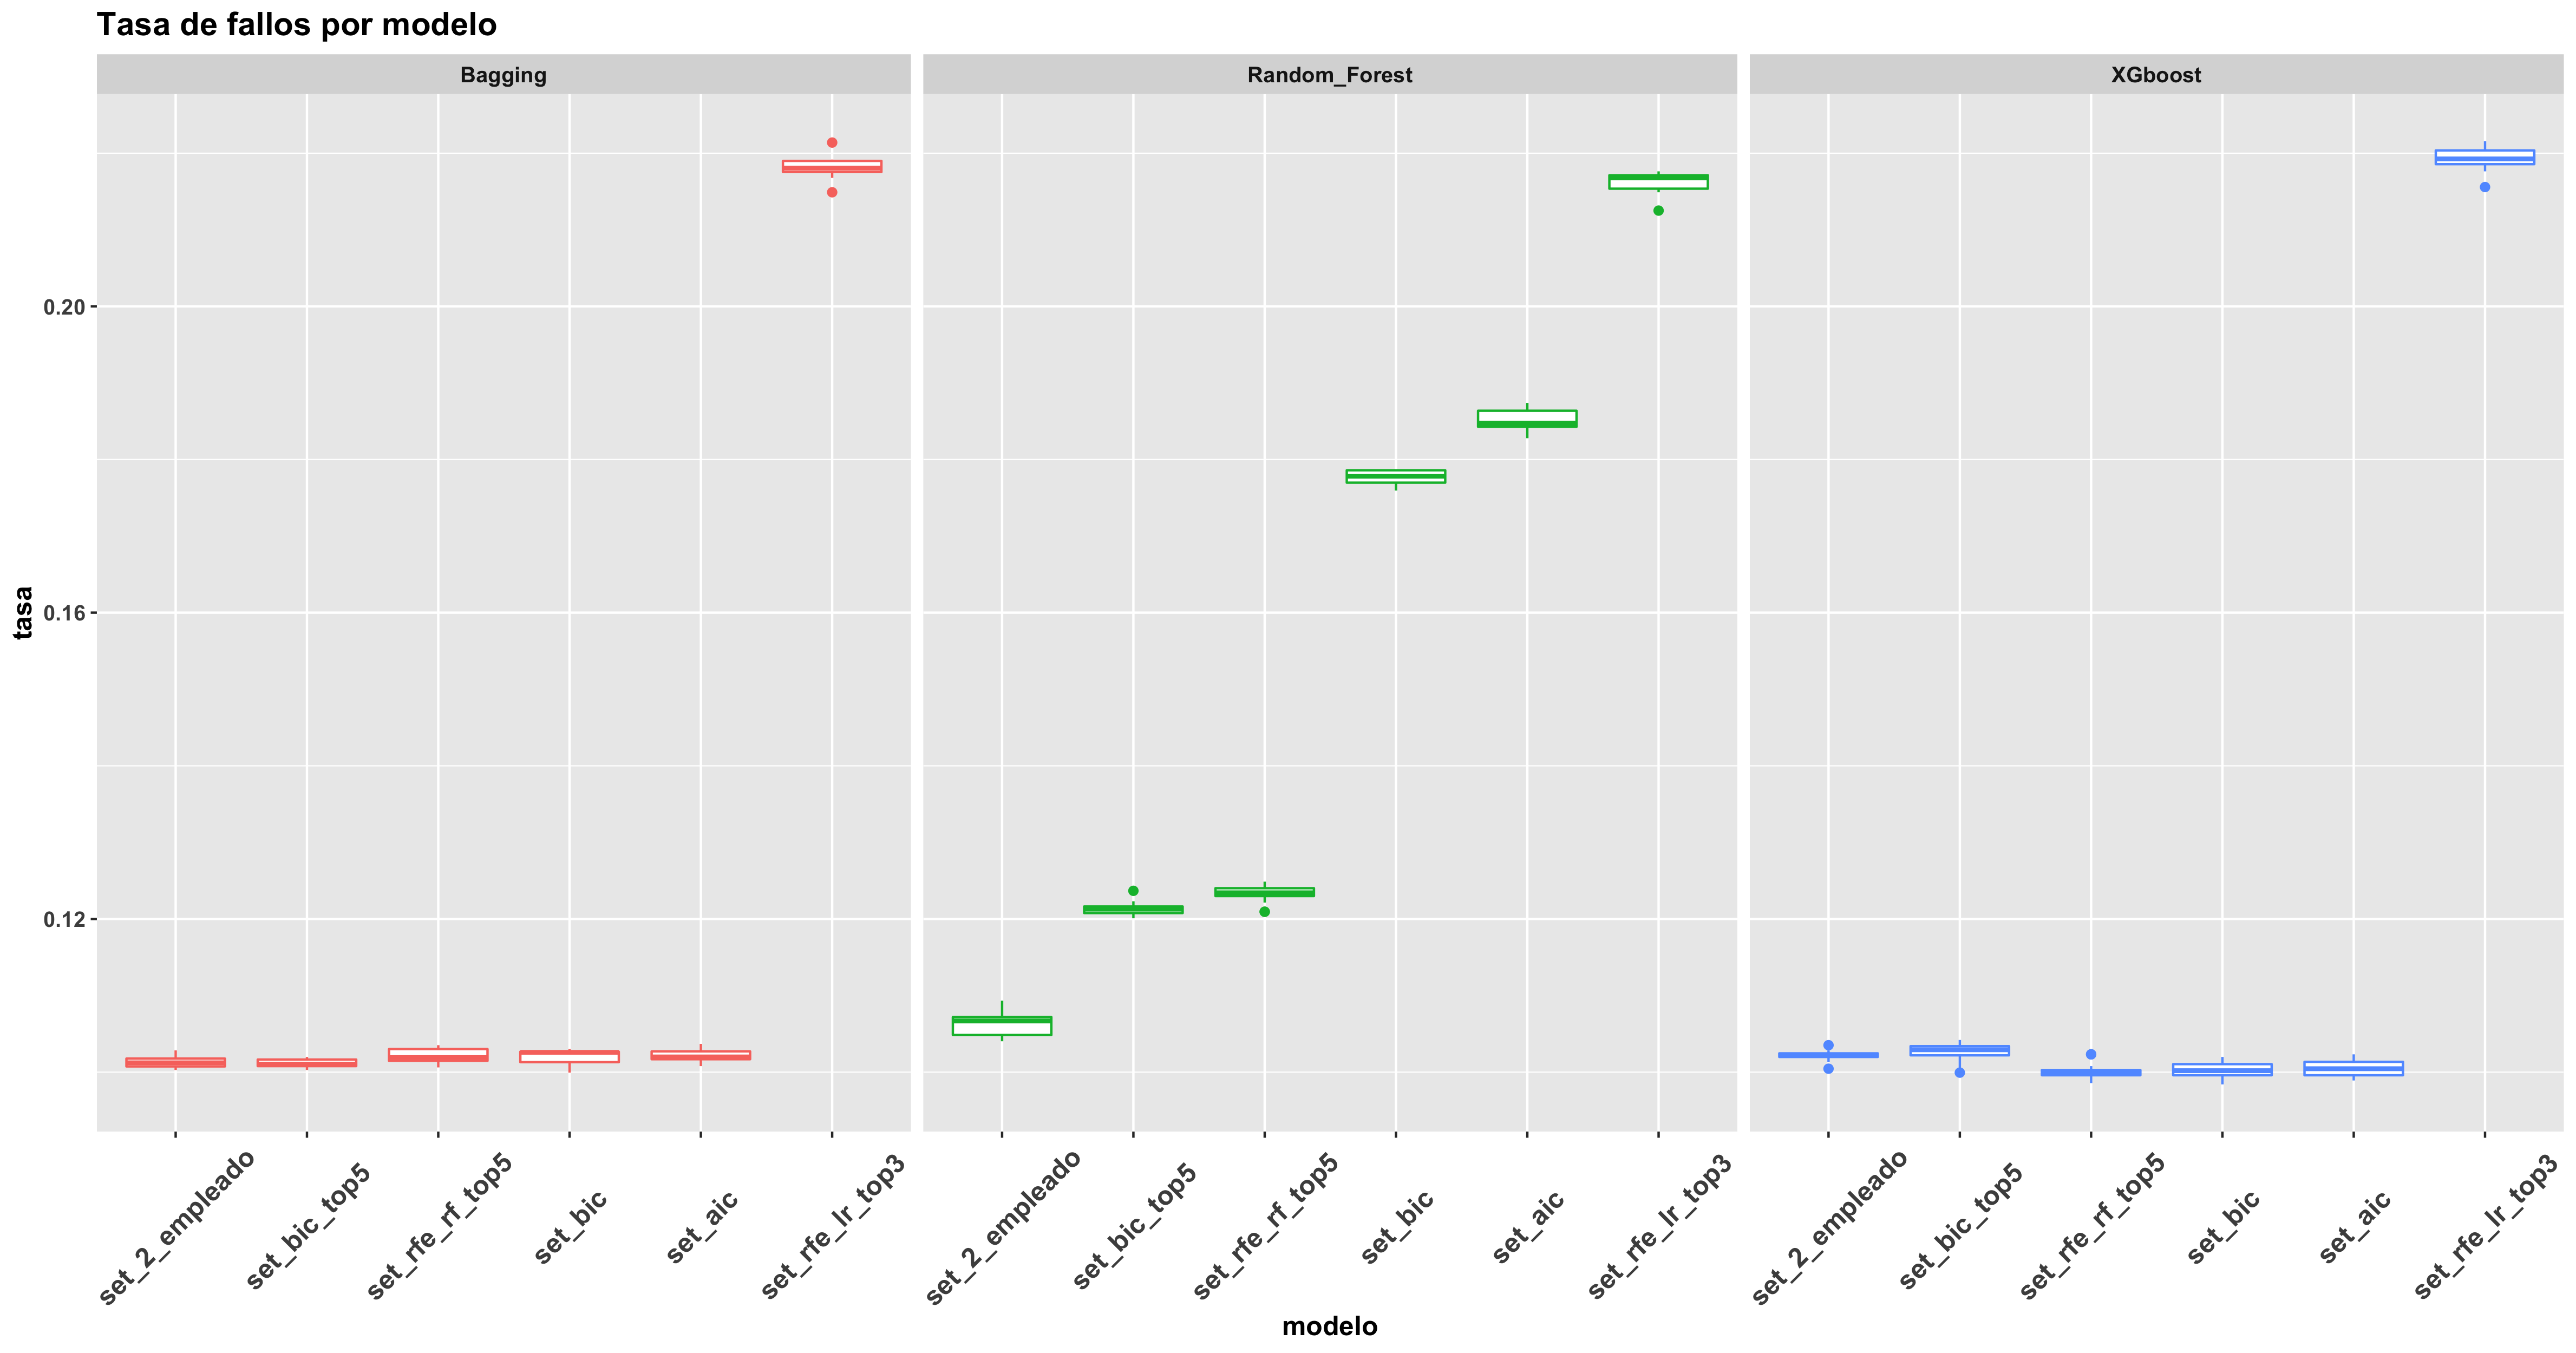 Tasa de fallos por modelo
Bagging
Random_Forest
XGboost
tasa
0.20
0.16
0.12
set_2_empleado
set_bic_top5
set_rfe_rf_top5
set_bic
set_aic
set_rfe_lr_top3
set_2_empleado
set_bic_top5
set_rfe_rf_top5
set_bic
set_aic
set_rfe_lr_top3
set_2_empleado
set_bic_top5
set_rfe_rf_top5
set_bic
set_aic
set_rfe_lr_top3
modelo